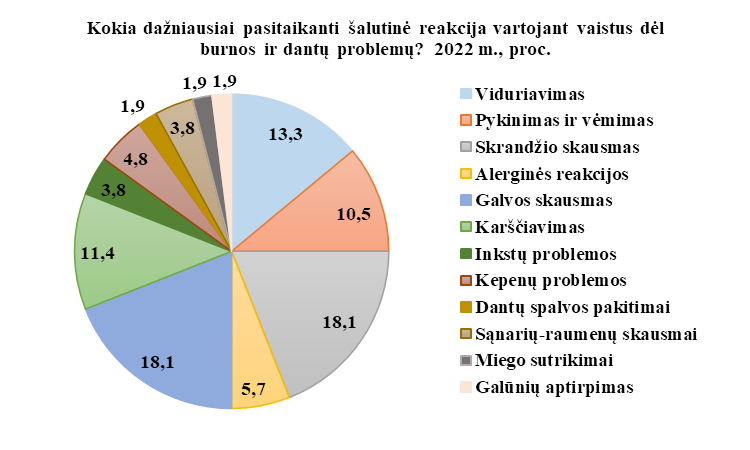 Kokia dažniausiai pasitaikanti šalutinė reakcija vartojant vaistus dėl
burnos ir dantų problemų? 2022 m., proc.
1,9
1,9
1,9
3,8
4,8
3,8
11,4
18,1
5,7
18,1
10,5
13,3
Viduriavimas
Pykinimas ir vėmimas
Skrandžio skausmas
Alerginės reakcijos
Galvos skausmas
Karščiavimas
Inkstų problemos
Kepenų problemos
Dantų spalvos pakitimai
Sąnarių-raumenų skausmai
Miego sutrikimai
Galūnių aptirpimas